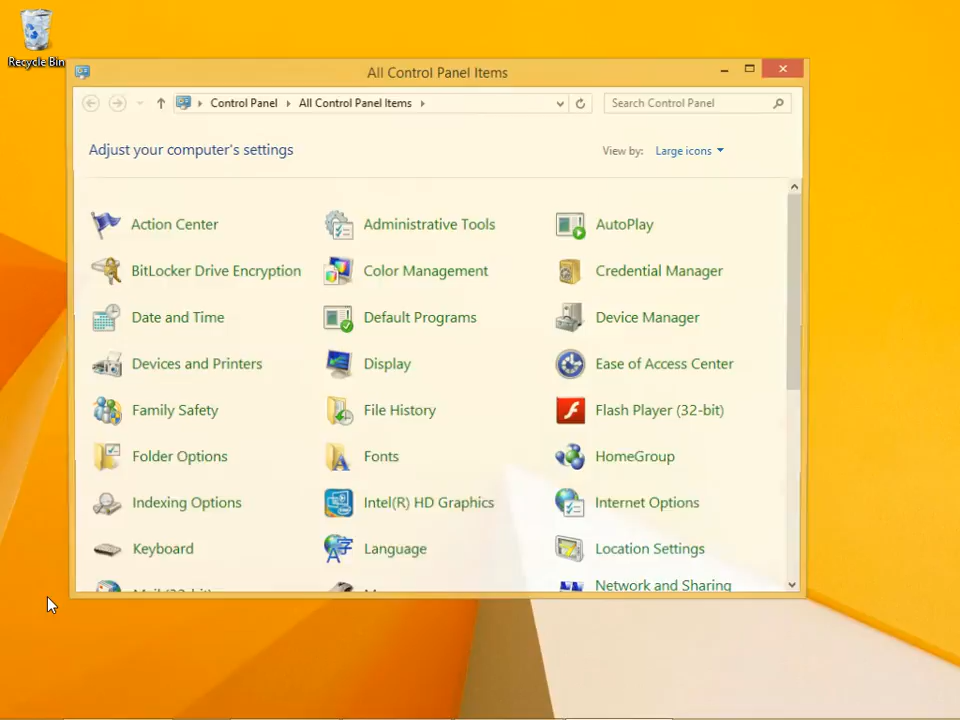 Recycle Bin
All Control Panel Items
Control Panel
All Control Panel Items
Search Control Panel
Adjust your computer's settings
View by: Large icons
Action Center
Administrative Tools
AutoPlay
BitLocker Drive Encryption
Color Management
Credential Manager
Date and Time
Default Programs
Device Manager
Devices and Printers
Display
Ease of Access Center
Family Safety
File History
Flash Player (32-bit)
Folder Options
Fonts
HomeGroup
Indexing Options
Intel(R) HD Graphics
Internet Options
Keyboard
Language
Location Settings
Mail (32-bit)
Network and Sharing